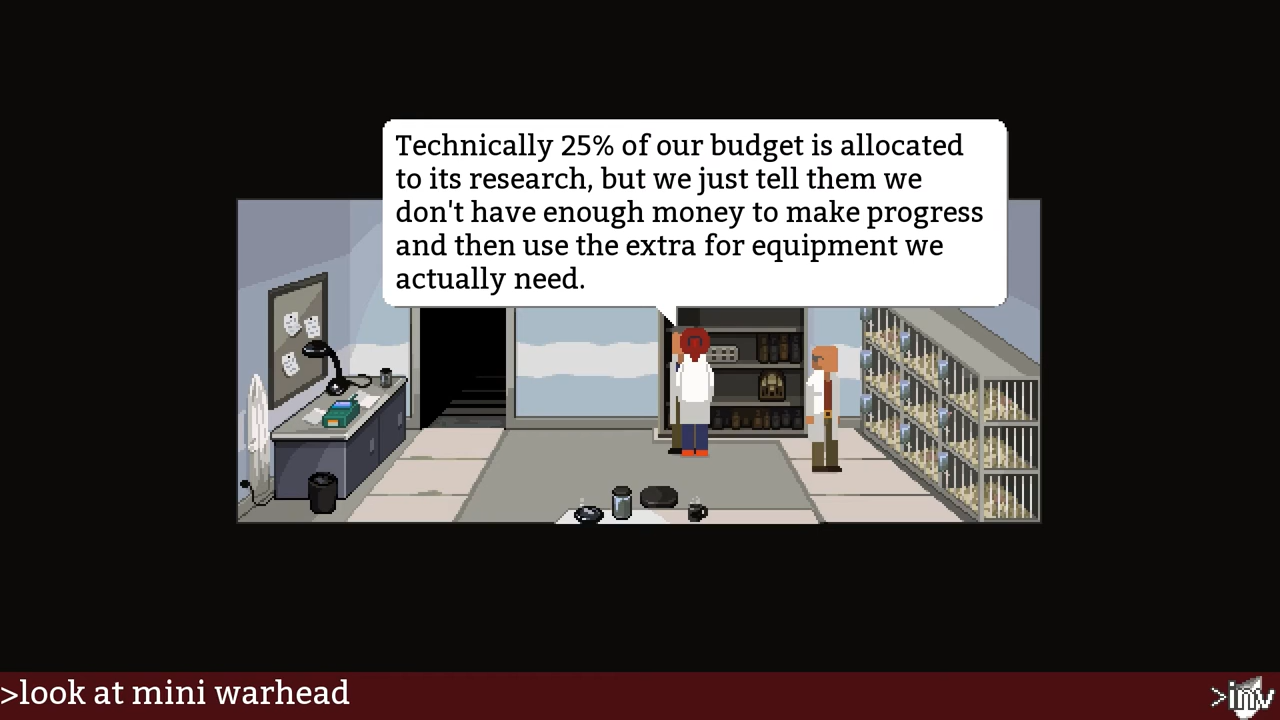 Technically 25% of our budget is allocated
to its research, but we just tell them we
don't have enough money to make progress
and then use the extra for equipment we
actually need.
>look at mini warhead
>inv